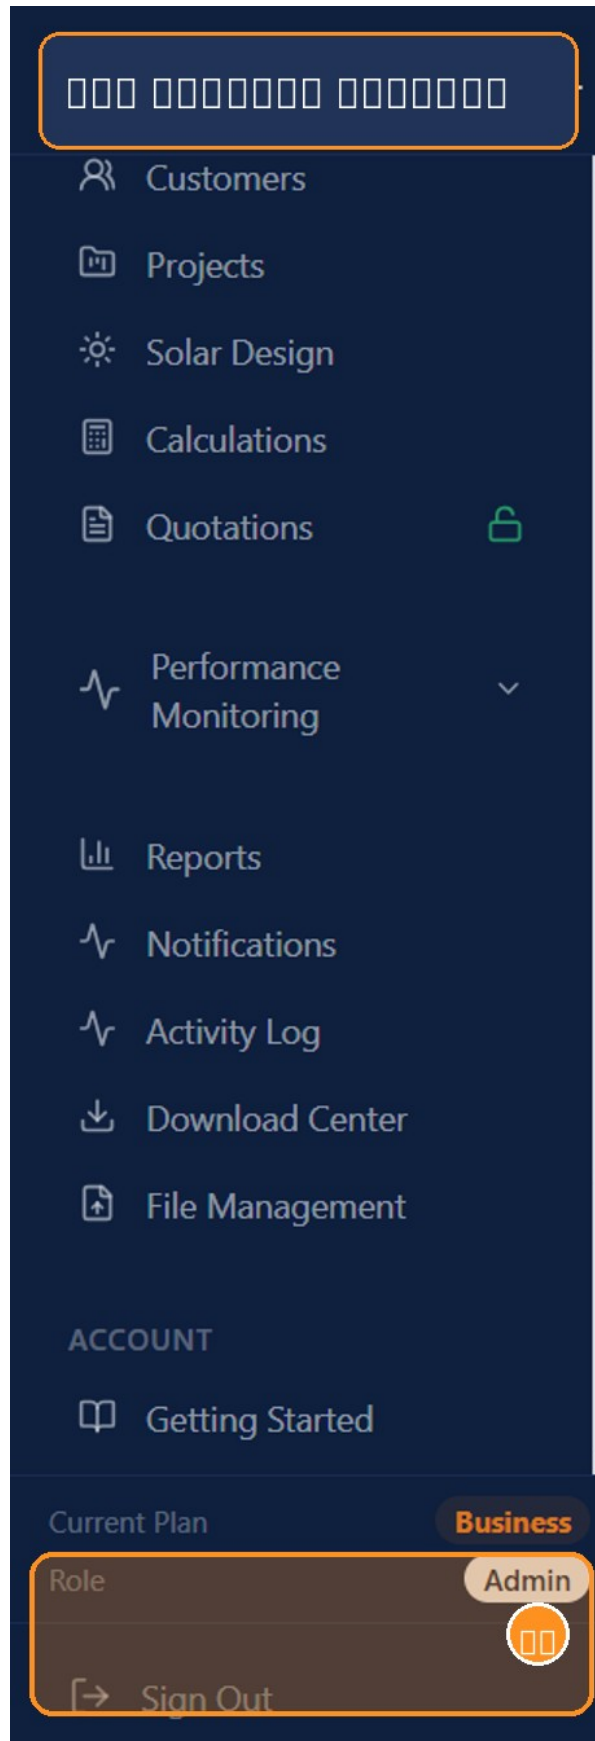 Customers
Projects
Solar Design
Calculations
Quotations
Performance
Monitoring
Reports
Notifications
Activity Log
Download Center
File Management
ACCOUNT
Getting Started
Current Plan Business
Role Admin
Sign Out